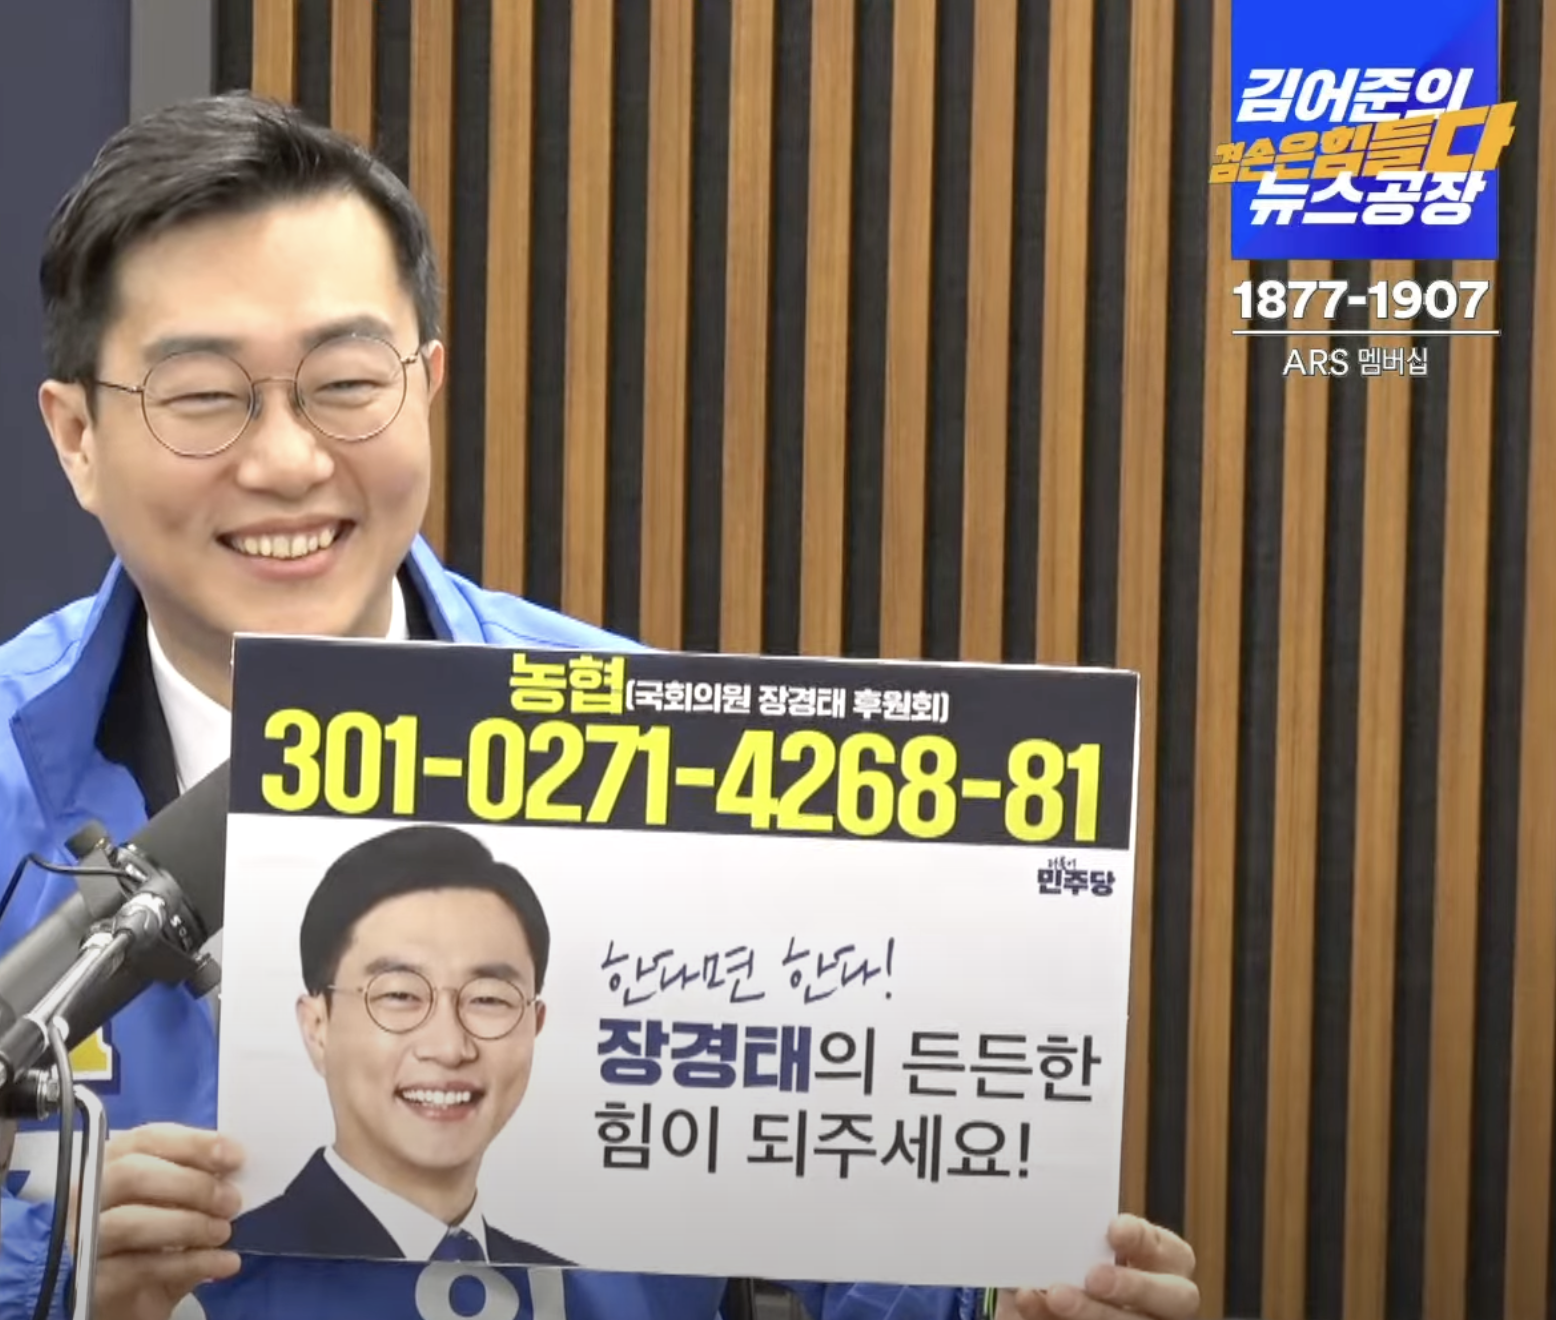 김어준의
겸손은힘들다
뉴스공장
1877-1907
ARS 멤버십
농협(국회의원 장경태 후원회)
301-0271-4268-81
더불어
민주당
한다면 한다!
장경태의 든든한
힘이 되주세요!